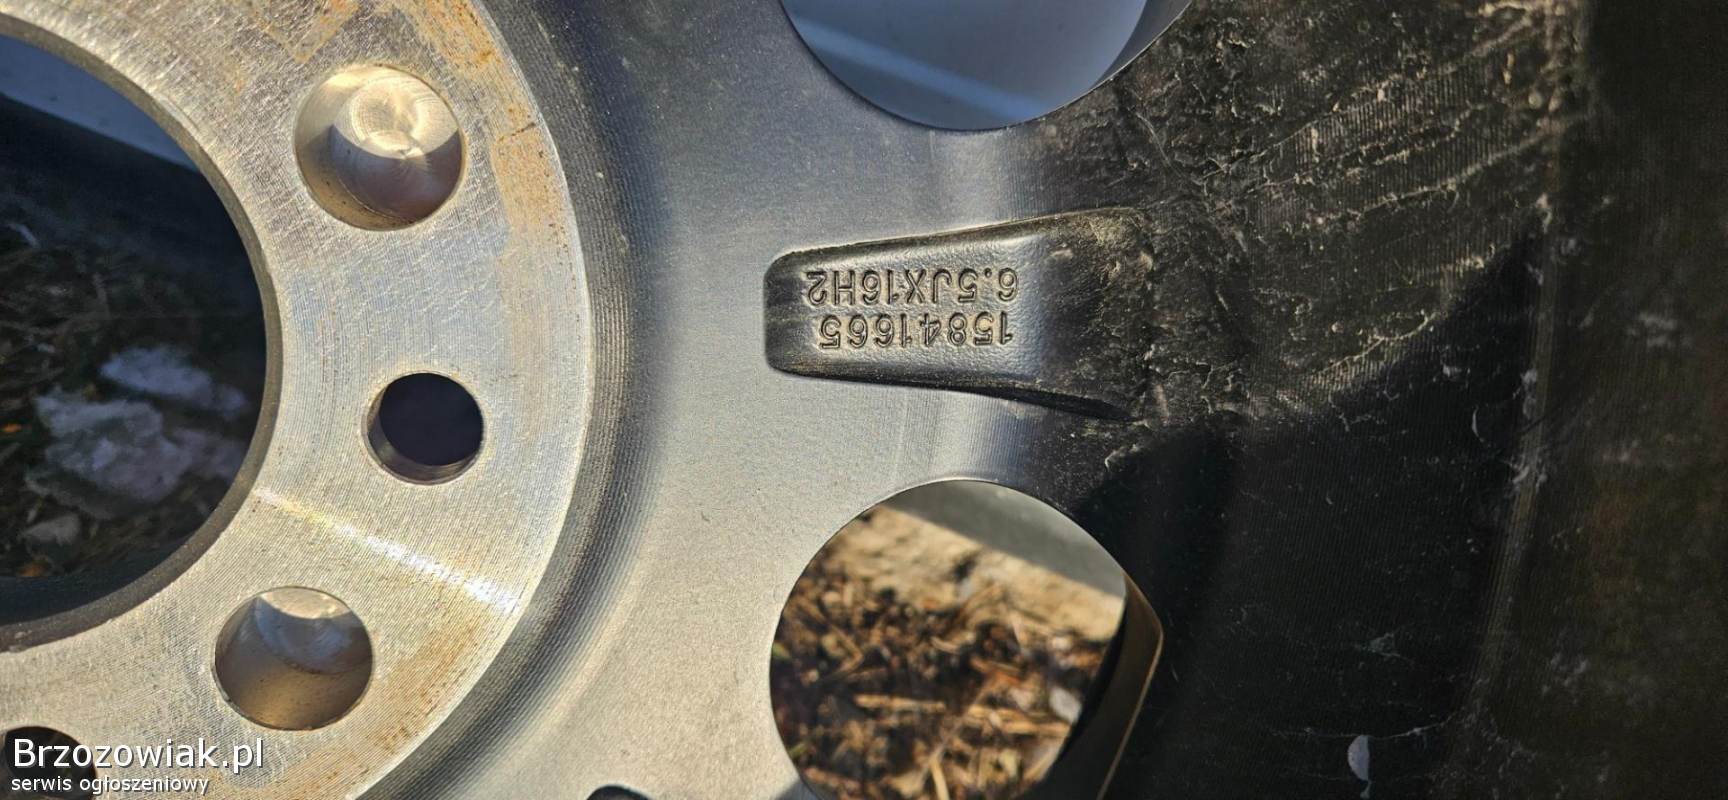 15841665
6.5JX16H2
Brzozowiak.pl
serwis ogłoszeniowy